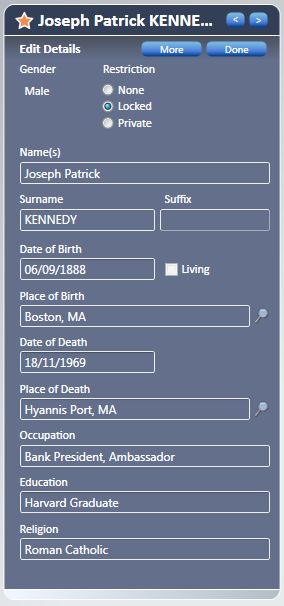 Joseph Patrick KENNE...
< >
Edit Details More Done
Gender Restriction
Male None
Locked
Private
Name(s)
Joseph Patrick
Surname Suffix
KENNEDY
Date of Birth
06/09/1888 Living
Place of Birth
Boston, MA
Date of Death
18/11/1969
Place of Death
Hyannis Port, MA
Occupation
Bank President, Ambassador
Education
Harvard Graduate
Religion
Roman Catholic